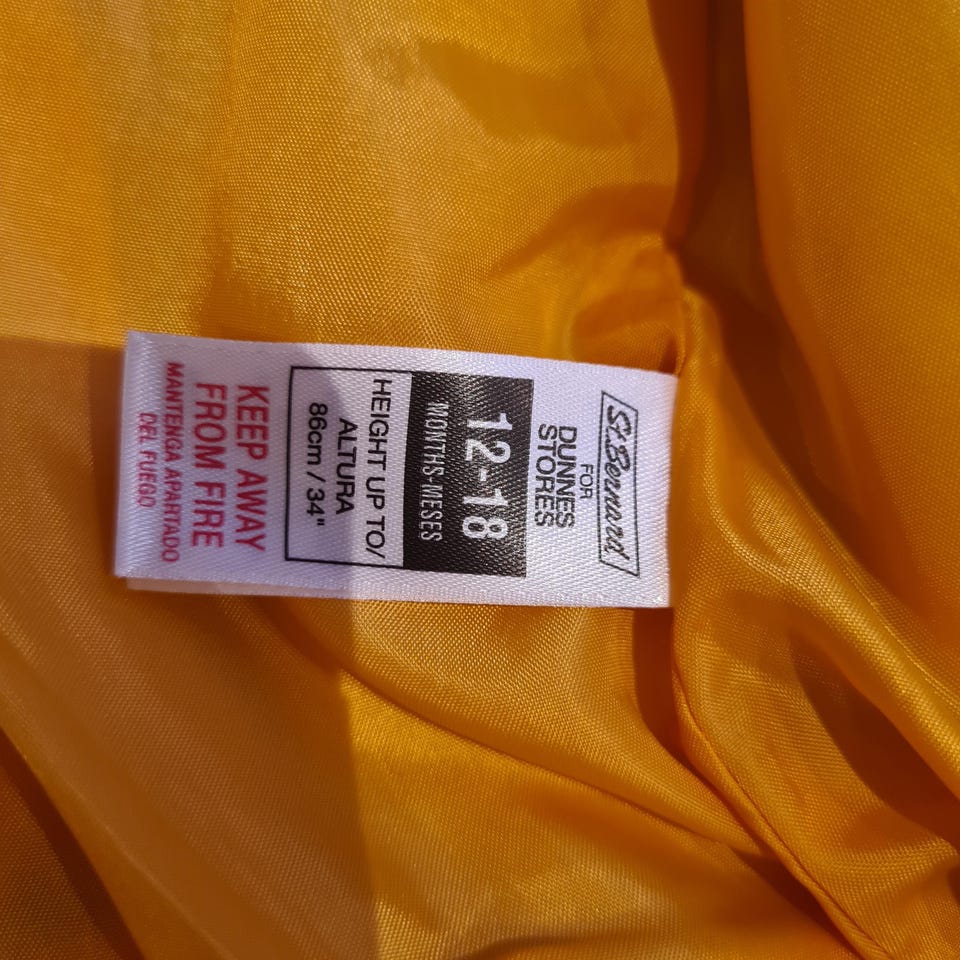 St. Bernard
FOR
DUNNES
STORES
12-18
MONTHS-MESES
HEIGHT UP TO/
ALTURA
86cm / 34"
KEEP AWAY
FROM FIRE
MANTENGA APARTADO
DEL FUEGO